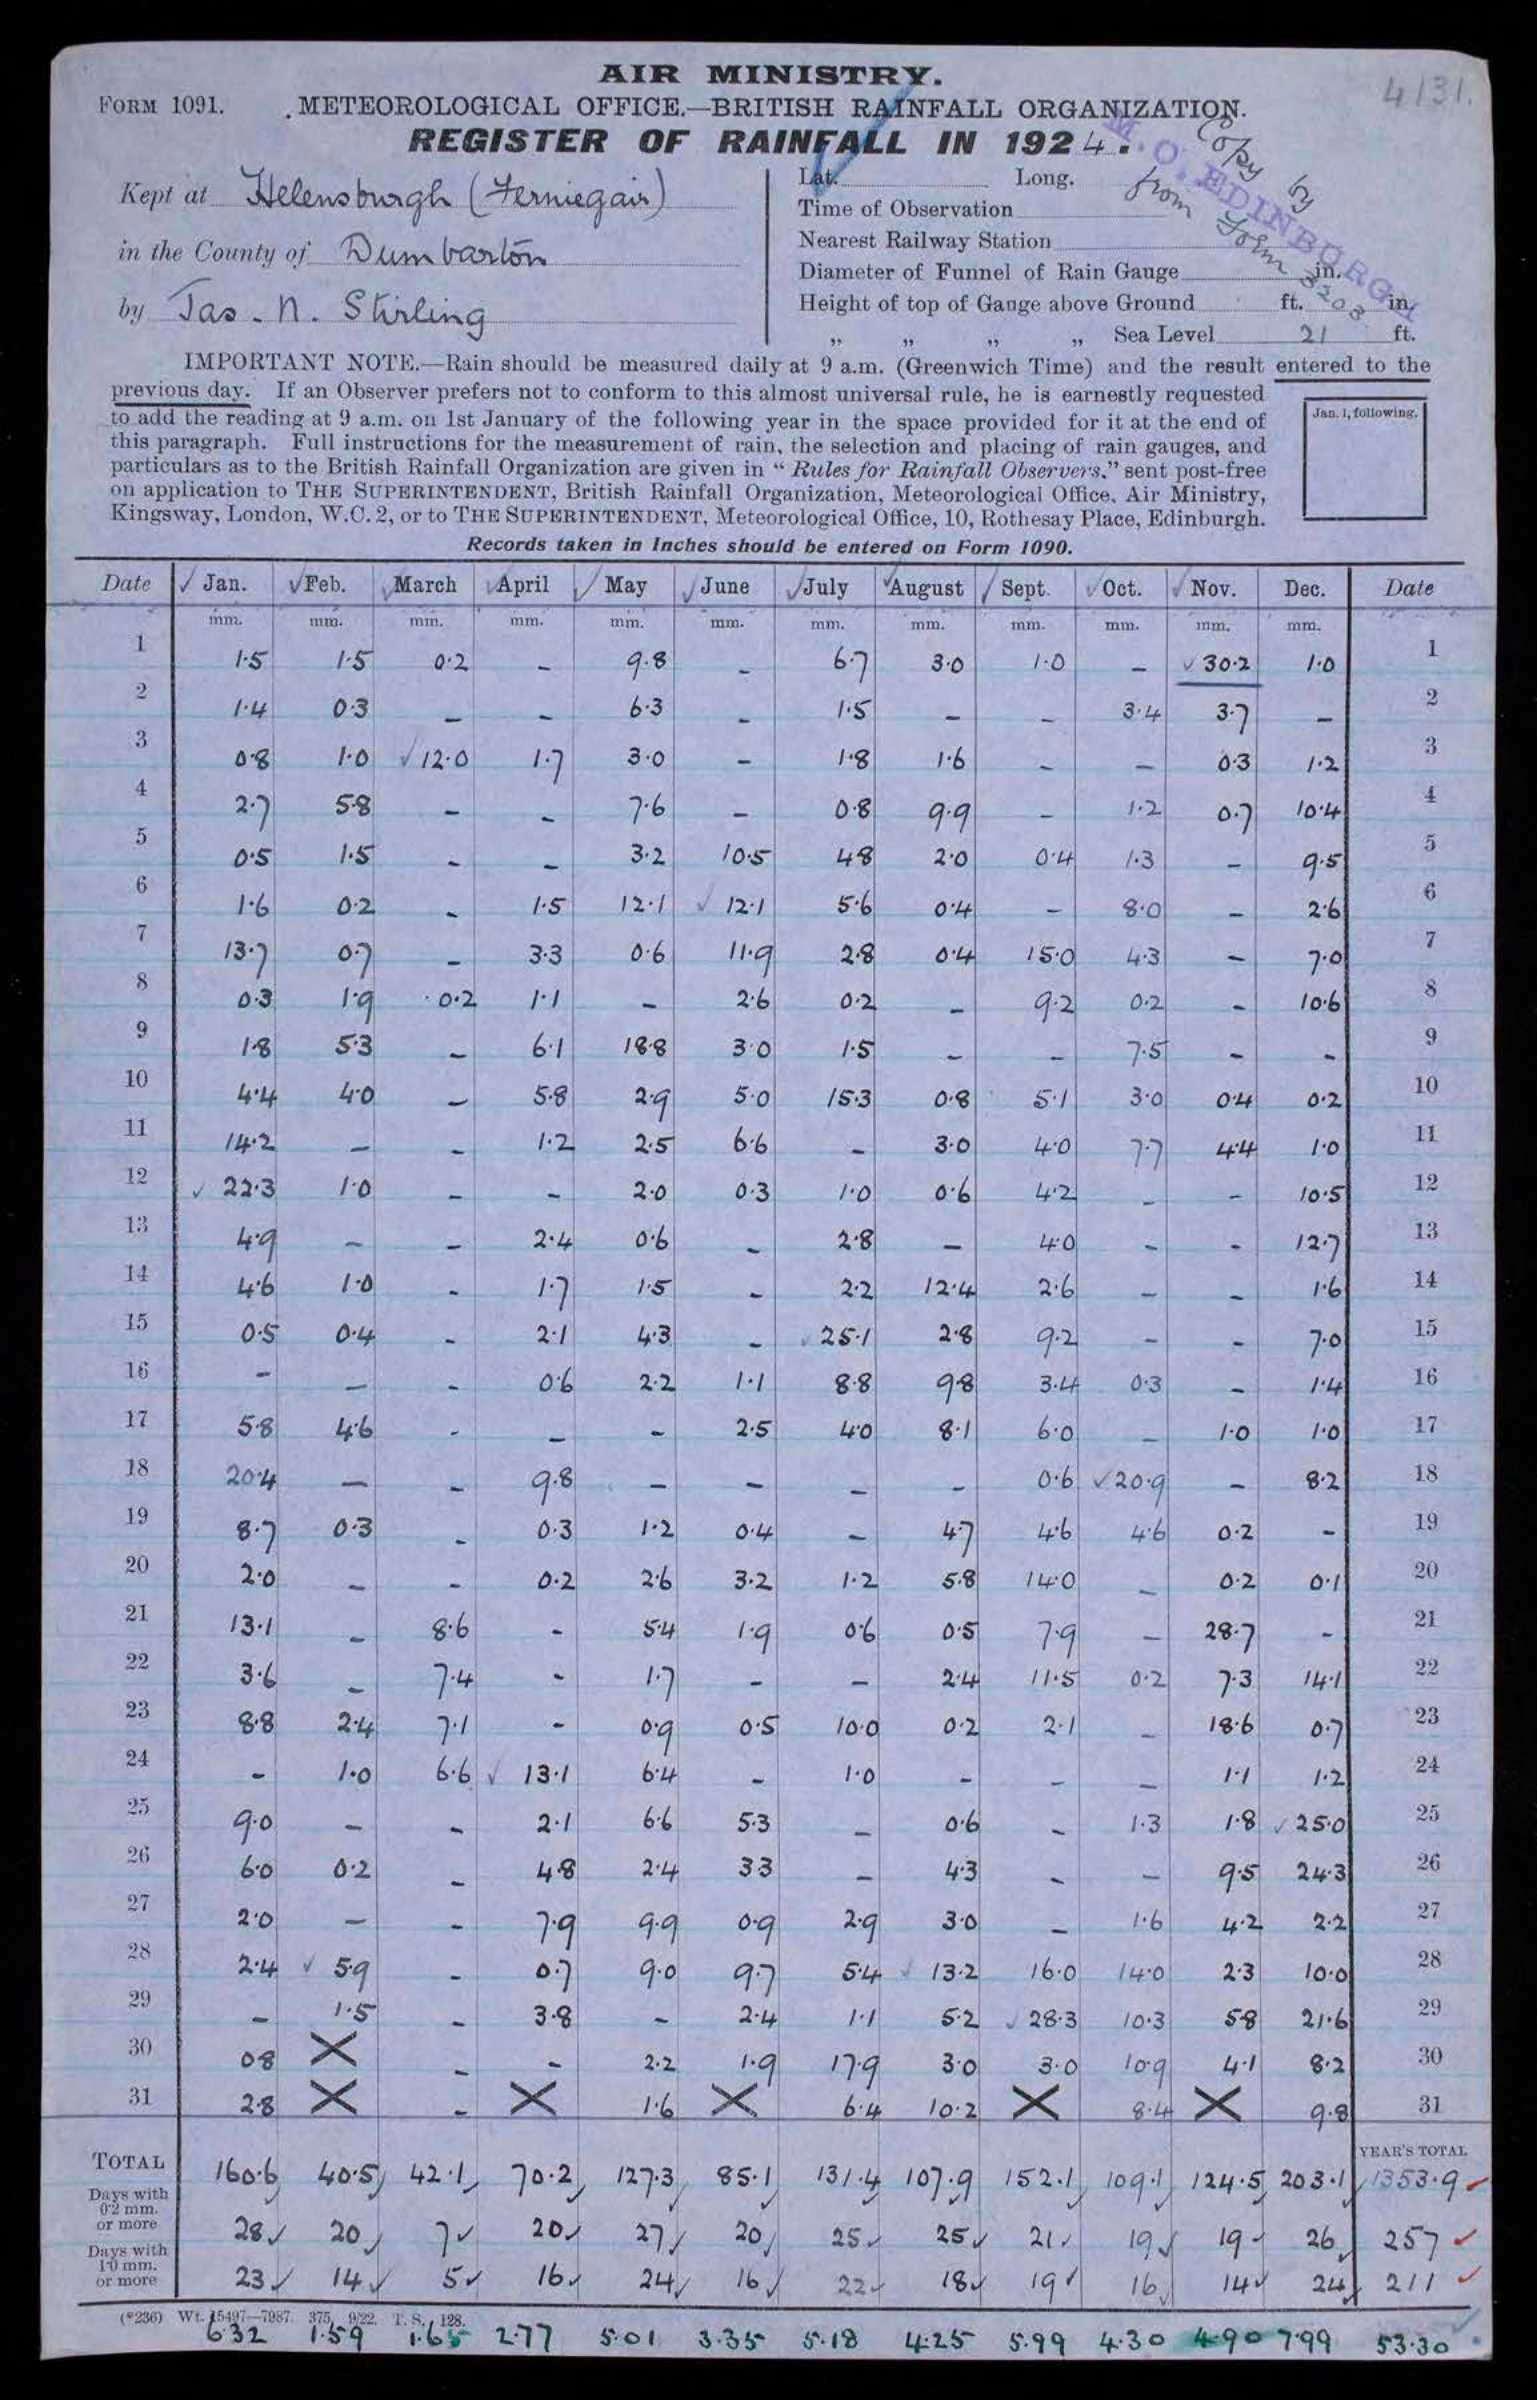 4131.
AIR MINISTRY.
FORM 1091. METEOROLOGICAL OFFICE.—BRITISH RAINFALL ORGANIZATION.
REGISTER OF RAINFALL IN 1924.
M.O. EDINBURGH
Copy by
from Form 3203
Kept at Helensburgh (Ferniegair)
in the County of Dumbarton
by Jas. N. Stirling
Lat. Long.
Time of Observation
Nearest Railway Station
Diameter of Funnel of Rain Gauge in.
Height of top of Gauge above Ground ft. in.
„ „ „ „ Sea Level 21 ft.
IMPORTANT NOTE.—Rain should be measured daily at 9 a.m. (Greenwich Time) and the result entered to the
previous day. If an Observer prefers not to conform to this almost universal rule, he is earnestly requested
to add the reading at 9 a.m. on 1st January of the following year in the space provided for it at the end of
this paragraph. Full instructions for the measurement of rain, the selection and placing of rain gauges, and
particulars as to the British Rainfall Organization are given in “Rules for Rainfall Observers,” sent post-free
on application to THE SUPERINTENDENT, British Rainfall Organization, Meteorological Office, Air Ministry,
Kingsway, London, W.C. 2, or to THE SUPERINTENDENT, Meteorological Office, 10, Rothesay Place, Edinburgh.
Jan. 1, following.
Records taken in Inches should be entered on Form 1090.
Date Jan. Feb. March April May June July August Sept. Oct. Nov. Dec. Date
mm. mm. mm. mm. mm. mm. mm. mm. mm. mm. mm. mm.
1 1.5 1.5 0.2 - 9.8 - 6.7 3.0 1.0 - 30.2 1.0 1
2 1.4 0.3 - - 6.3 - 1.5 - - 3.4 3.7 - 2
3 0.8 1.0 12.0 1.7 3.0 - 1.8 1.6 - - 0.3 1.2 3
4 2.7 5.8 - - 7.6 - 0.8 9.9 - 1.2 0.7 10.4 4
5 0.5 1.5 - - 3.2 10.5 4.8 2.0 0.4 1.3 - 9.5 5
6 1.6 0.2 - 1.5 12.1 12.1 5.6 0.4 - 8.0 - 2.6 6
7 13.7 0.7 - 3.3 0.6 11.9 2.8 0.4 15.0 4.3 - 7.0 7
8 0.3 1.9 0.2 1.1 - 2.6 0.2 - 9.2 0.2 - 10.6 8
9 1.8 5.3 - 6.1 18.8 3.0 1.5 - - 7.5 - - 9
10 4.4 4.0 - 5.8 2.9 5.0 15.3 0.8 5.1 3.0 0.4 0.2 10
11 14.2 - - 1.2 2.5 6.6 - 3.0 4.0 7.7 4.4 1.0 11
12 22.3 1.0 - - 2.0 0.3 1.0 0.6 4.2 - - 10.5 12
13 4.9 - - 2.4 0.6 - 2.8 - 4.0 - - 12.7 13
14 4.6 1.0 - 1.7 1.5 - 2.2 12.4 2.6 - - 1.6 14
15 0.5 0.4 - 2.1 4.3 - 25.1 2.8 9.2 - - 7.0 15
16 - - - 0.6 2.2 1.1 8.8 9.8 3.4 0.3 - 1.4 16
17 5.8 4.6 - - - 2.5 4.0 8.1 6.0 - 1.0 1.0 17
18 20.4 - - 9.8 - - - - 0.6 20.9 - 8.2 18
19 8.7 0.3 - 0.3 1.2 0.4 - 4.7 4.6 4.6 0.2 - 19
20 2.0 - - 0.2 2.6 3.2 1.2 5.8 14.0 - 0.2 0.1 20
21 13.1 - 8.6 - 5.4 1.9 0.6 0.5 7.9 - 28.7 - 21
22 3.6 - 7.4 - 1.7 - - 2.4 11.5 0.2 7.3 14.1 22
23 8.8 2.4 7.1 - 0.9 0.5 10.0 0.2 2.1 - 18.6 0.7 23
24 - 1.0 6.6 13.1 6.4 - 1.0 - - - 1.1 1.2 24
25 9.0 - - 2.1 6.6 5.3 - 0.6 - 1.3 1.8 25.0 25
26 6.0 0.2 - 4.8 2.4 3.3 - 4.3 - - 9.5 24.3 26
27 2.0 - - 7.9 9.9 0.9 2.9 3.0 - 1.6 4.2 2.2 27
28 2.4 5.9 - 0.7 9.0 9.7 5.4 13.2 16.0 14.0 2.3 10.0 28
29 - 1.5 - 3.8 - 2.4 1.1 5.2 28.3 10.3 5.8 21.6 29
30 0.8 X - - 2.2 1.9 17.9 3.0 3.0 10.9 4.1 8.2 30
31 2.8 X - X 1.6 X 6.4 10.2 X 8.4 X 9.8 31
YEAR'S TOTAL
TOTAL 160.6 40.5 42.1 70.2 127.3 85.1 131.4 107.9 152.1 109.1 124.5 203.1 1353.9
Days with
0.2 mm.
or more 28 20 7 20 27 20 25 25 21 19 19 26 257
Days with
1.0 mm.
or more 23 14 5 16 24 16 22 18 19 16 14 24 211
(*236) Wt. 15497—7987. 375. 9/22. T. S. 128.
6.32 1.59 1.65 2.77 5.01 3.35 5.18 4.25 5.99 4.30 4.90 7.99 53.30